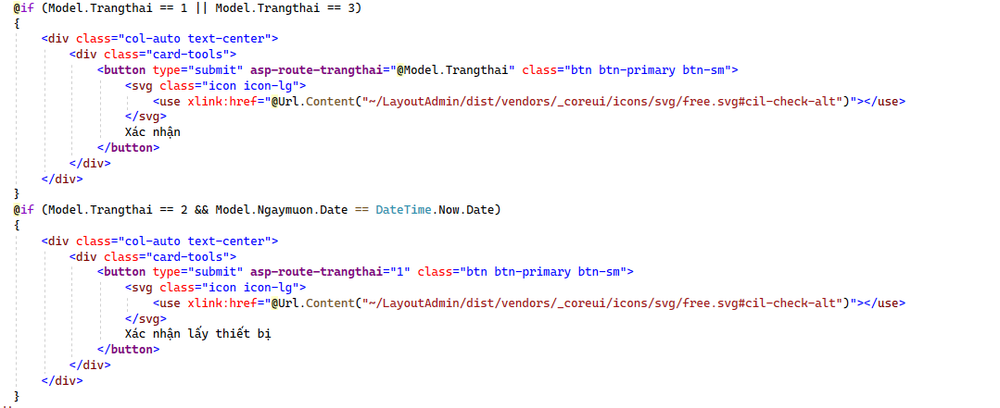 @if (Model.Trangthai == 1 || Model.Trangthai == 3)
{
    <div class="col-auto text-center">
        <div class="card-tools">
            <button type="submit" asp-route-trangthai="@Model.Trangthai" class="btn btn-primary btn-sm">
                <svg class="icon icon-lg">
                    <use xlink:href="@Url.Content("~/LayoutAdmin/dist/vendors/_coreui/icons/svg/free.svg#cil-check-alt")"></use>
                </svg>
                Xác nhận
            </button>
        </div>
    </div>
}
@if (Model.Trangthai == 2 && Model.Ngaymuon.Date == DateTime.Now.Date)
{
    <div class="col-auto text-center">
        <div class="card-tools">
            <button type="submit" asp-route-trangthai="1" class="btn btn-primary btn-sm">
                <svg class="icon icon-lg">
                    <use xlink:href="@Url.Content("~/LayoutAdmin/dist/vendors/_coreui/icons/svg/free.svg#cil-check-alt")"></use>
                </svg>
                Xác nhận lấy thiết bị
            </button>
        </div>
    </div>
}